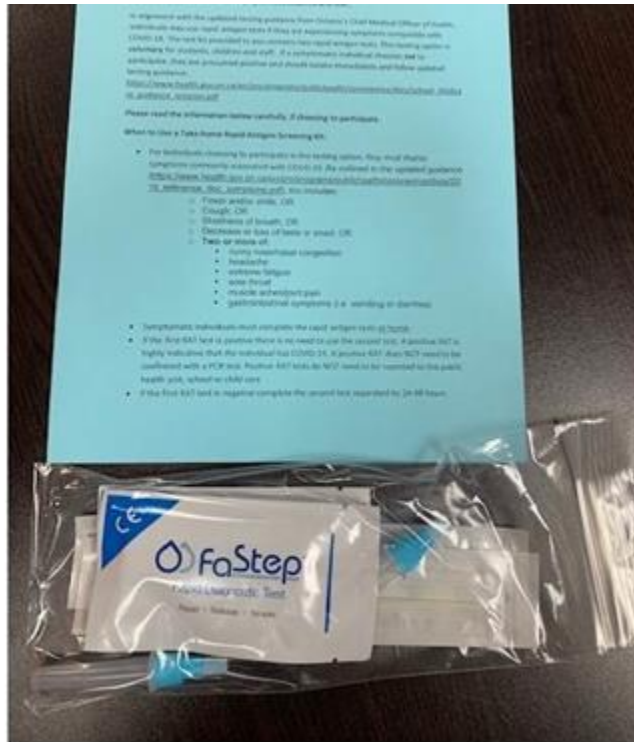 In alignment with the updated testing guidance from Ontario's Chief Medical Officer of Health,
individuals may use rapid antigen tests if they are experiencing symptoms compatible with
COVID-19. The test kit provided to you contains two rapid antigen tests. This testing option is
voluntary for students, children and staff. If a symptomatic individual chooses not to
participate, they are presumed positive and should isolate immediately and follow updated
testing guidance.
Please read the information below carefully, if choosing to participate.
When to Use a Take-Home Rapid Antigen Screening Kit:
• For individuals choosing to participate in this testing option, they must display
symptoms commonly associated with COVID-19. As outlined in the updated guidance
this includes:
○ Fever and/or chills, OR
○ Cough, OR
○ Shortness of breath, OR
○ Decrease or loss of taste or smell, OR
○ Two or more of:
▪ runny nose/nasal congestion
▪ headache
▪ extreme fatigue
▪ sore throat
▪ muscle aches/joint pain
▪ gastrointestinal symptoms (i.e. vomiting or diarrhea)
• Symptomatic individuals must complete the rapid antigen tests at home.
• If the first RAT test is positive there is no need to use the second test. A positive RAT is
highly indicative that the individual has COVID-19. A positive RAT does NOT need to be
confirmed with a PCR test. Positive RAT tests do NOT need to be reported to the public
health unit, school or child care.
• If the first RAT test is negative complete the second test separated by 24-48 hours.
CE
FaStep
Rapid Diagnostic Test
Rapid • Reliable •